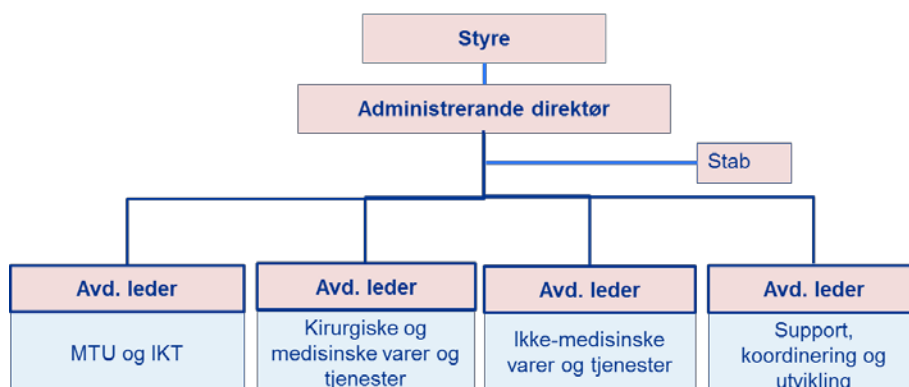 Styre
Administrerande direktør
Stab
Avd. leder
MTU og IKT
Avd. leder
Kirurgiske og
medisinske varer og
tjenester
Avd. leder
Ikke-medisinske
varer og tjenester
Avd. leder
Support,
koordinering og
utvikling